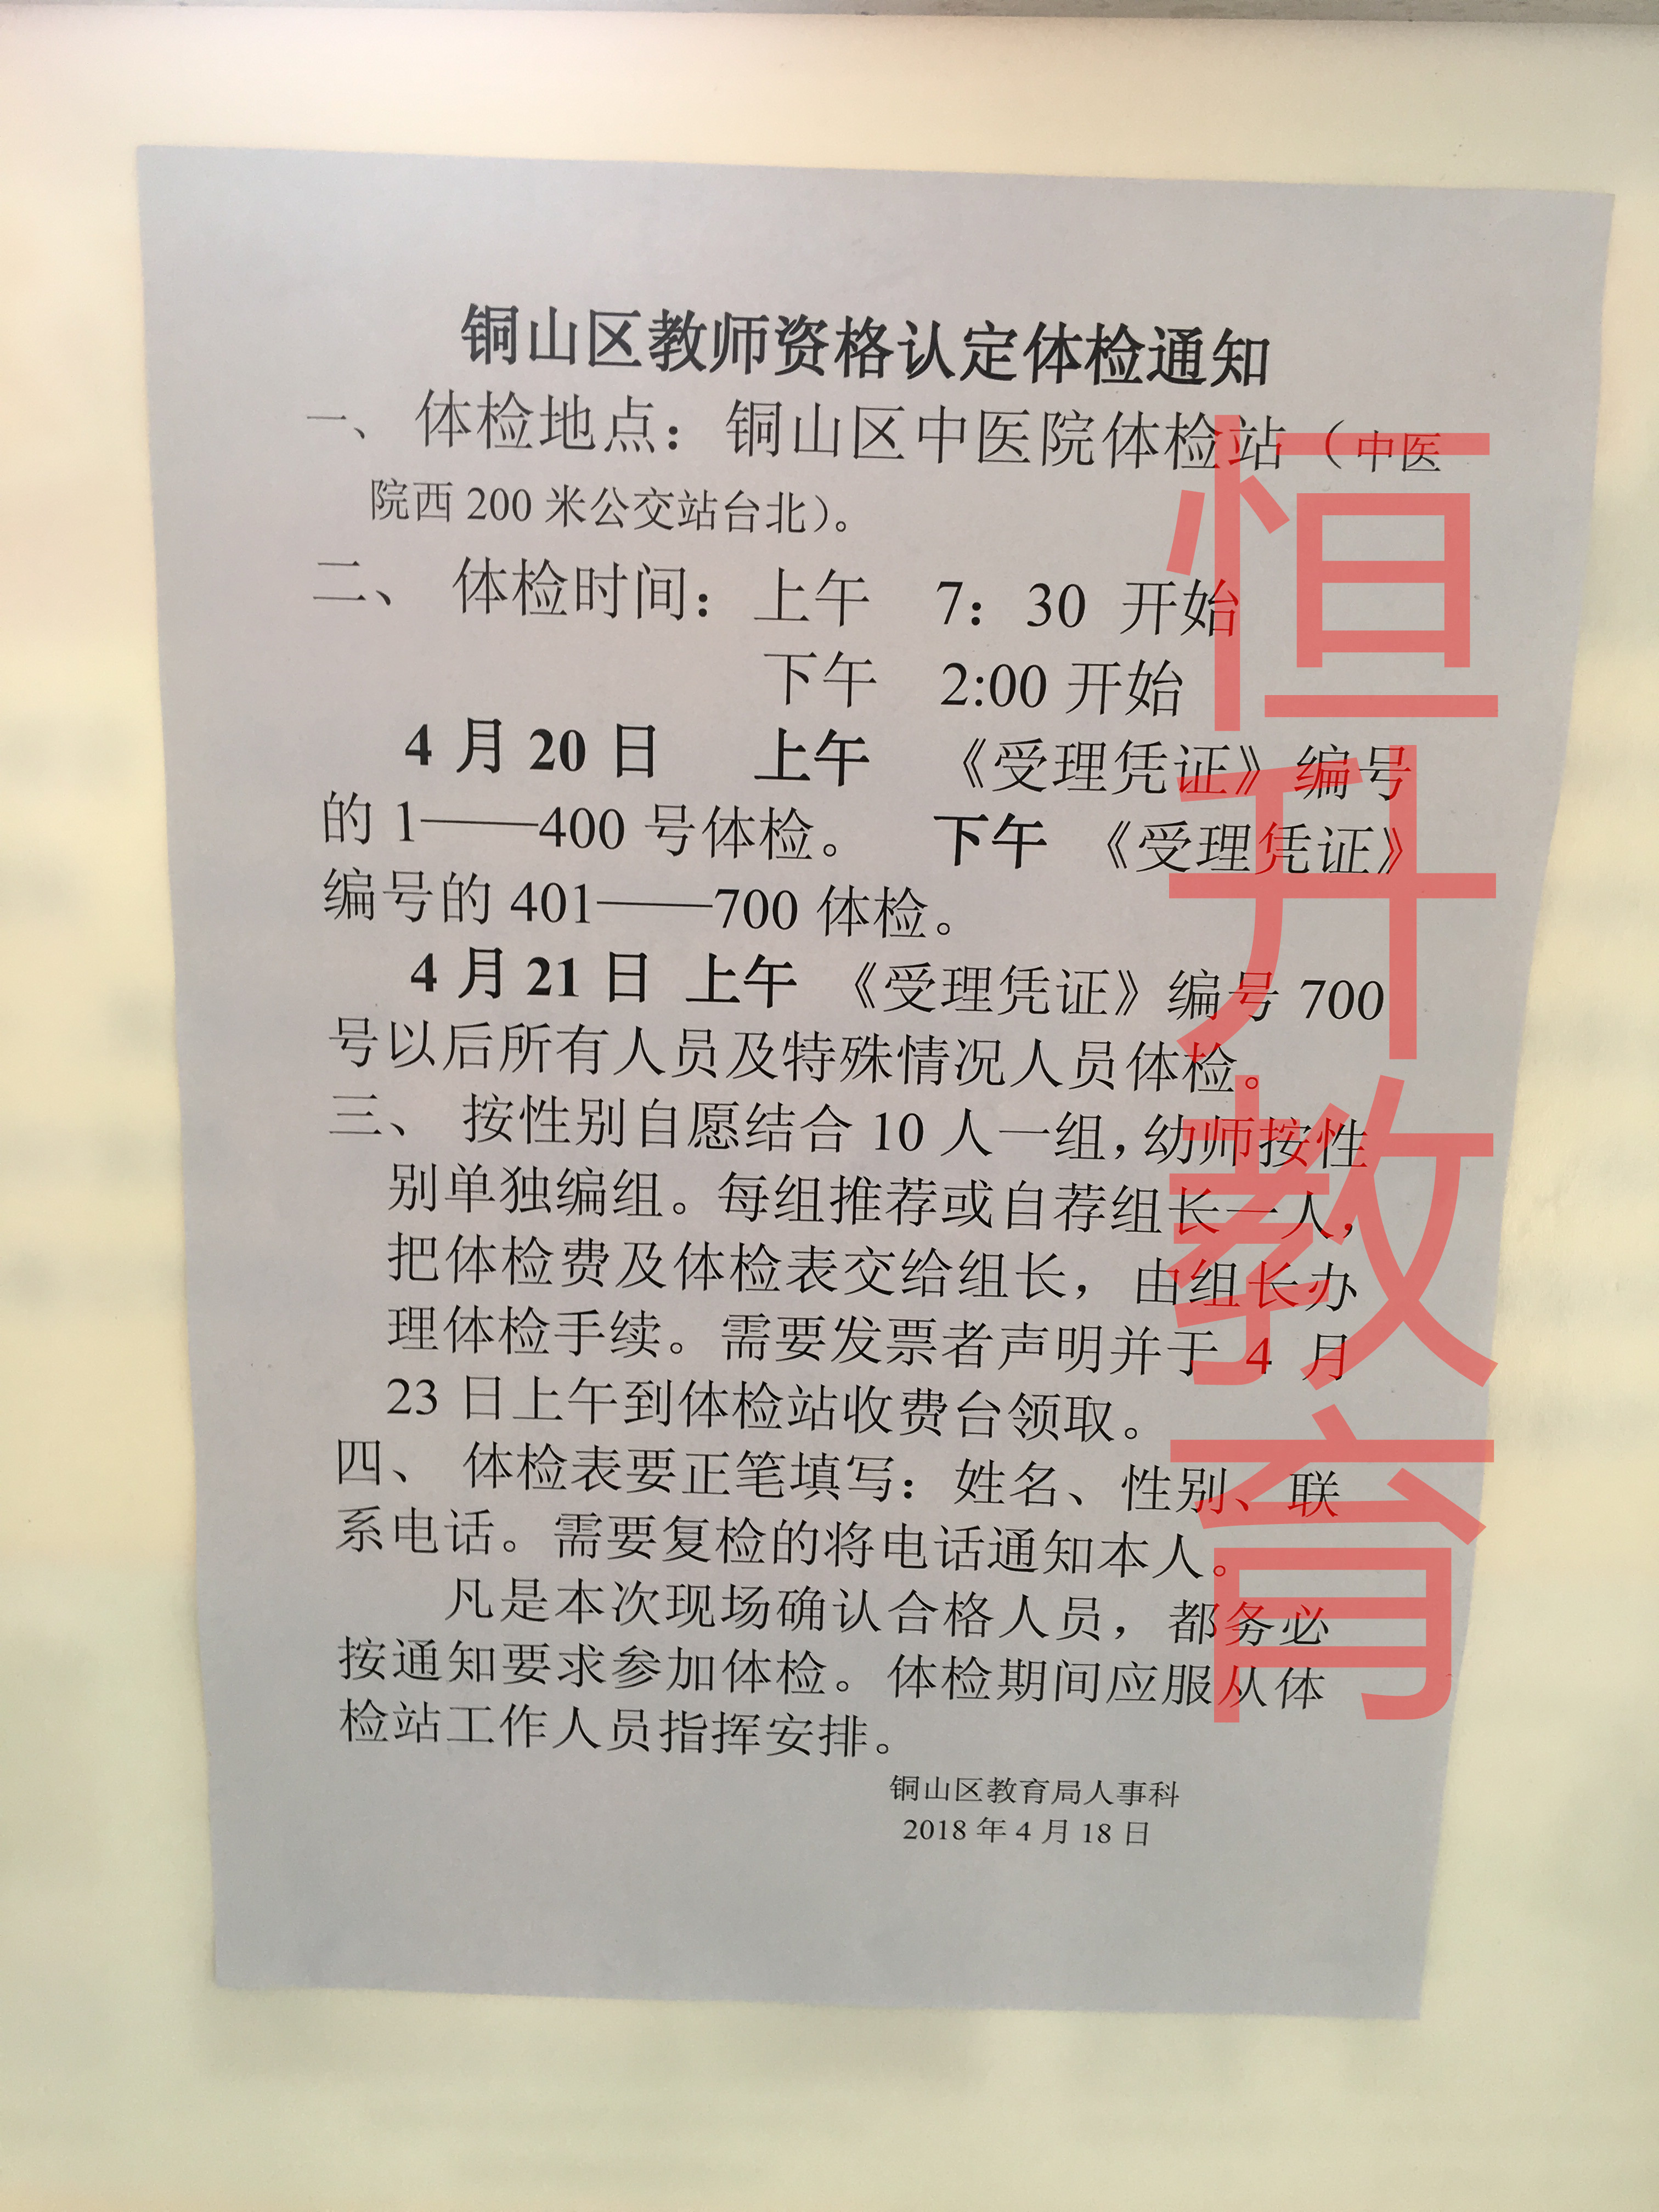 铜山区教师资格认定体检通知
一、 体检地点：铜山区中医院体检站（中医
院西 200 米公交站台北）。
二、 体检时间：上午 7：30 开始
下午 2:00 开始
4 月 20 日 上午 《受理凭证》编号
的 1——400 号体检。 下午 《受理凭证》
编号的 401——700 体检。
4 月 21 日 上午 《受理凭证》编号 700
号以后所有人员及特殊情况人员体检。
三、 按性别自愿结合 10 人一组，幼师按性
别单独编组。每组推荐或自荐组长一人，
把体检费及体检表交给组长， 由组长办
理体检手续。需要发票者声明并于 4 月
23 日上午到体检站收费台领取。
四、 体检表要正笔填写：姓名、性别、联
系电话。需要复检的将电话通知本人。
凡是本次现场确认合格人员，都务必
按通知要求参加体检。体检期间应服从体
检站工作人员指挥安排。
铜山区教育局人事科
2018 年 4 月 18 日
恒升教育